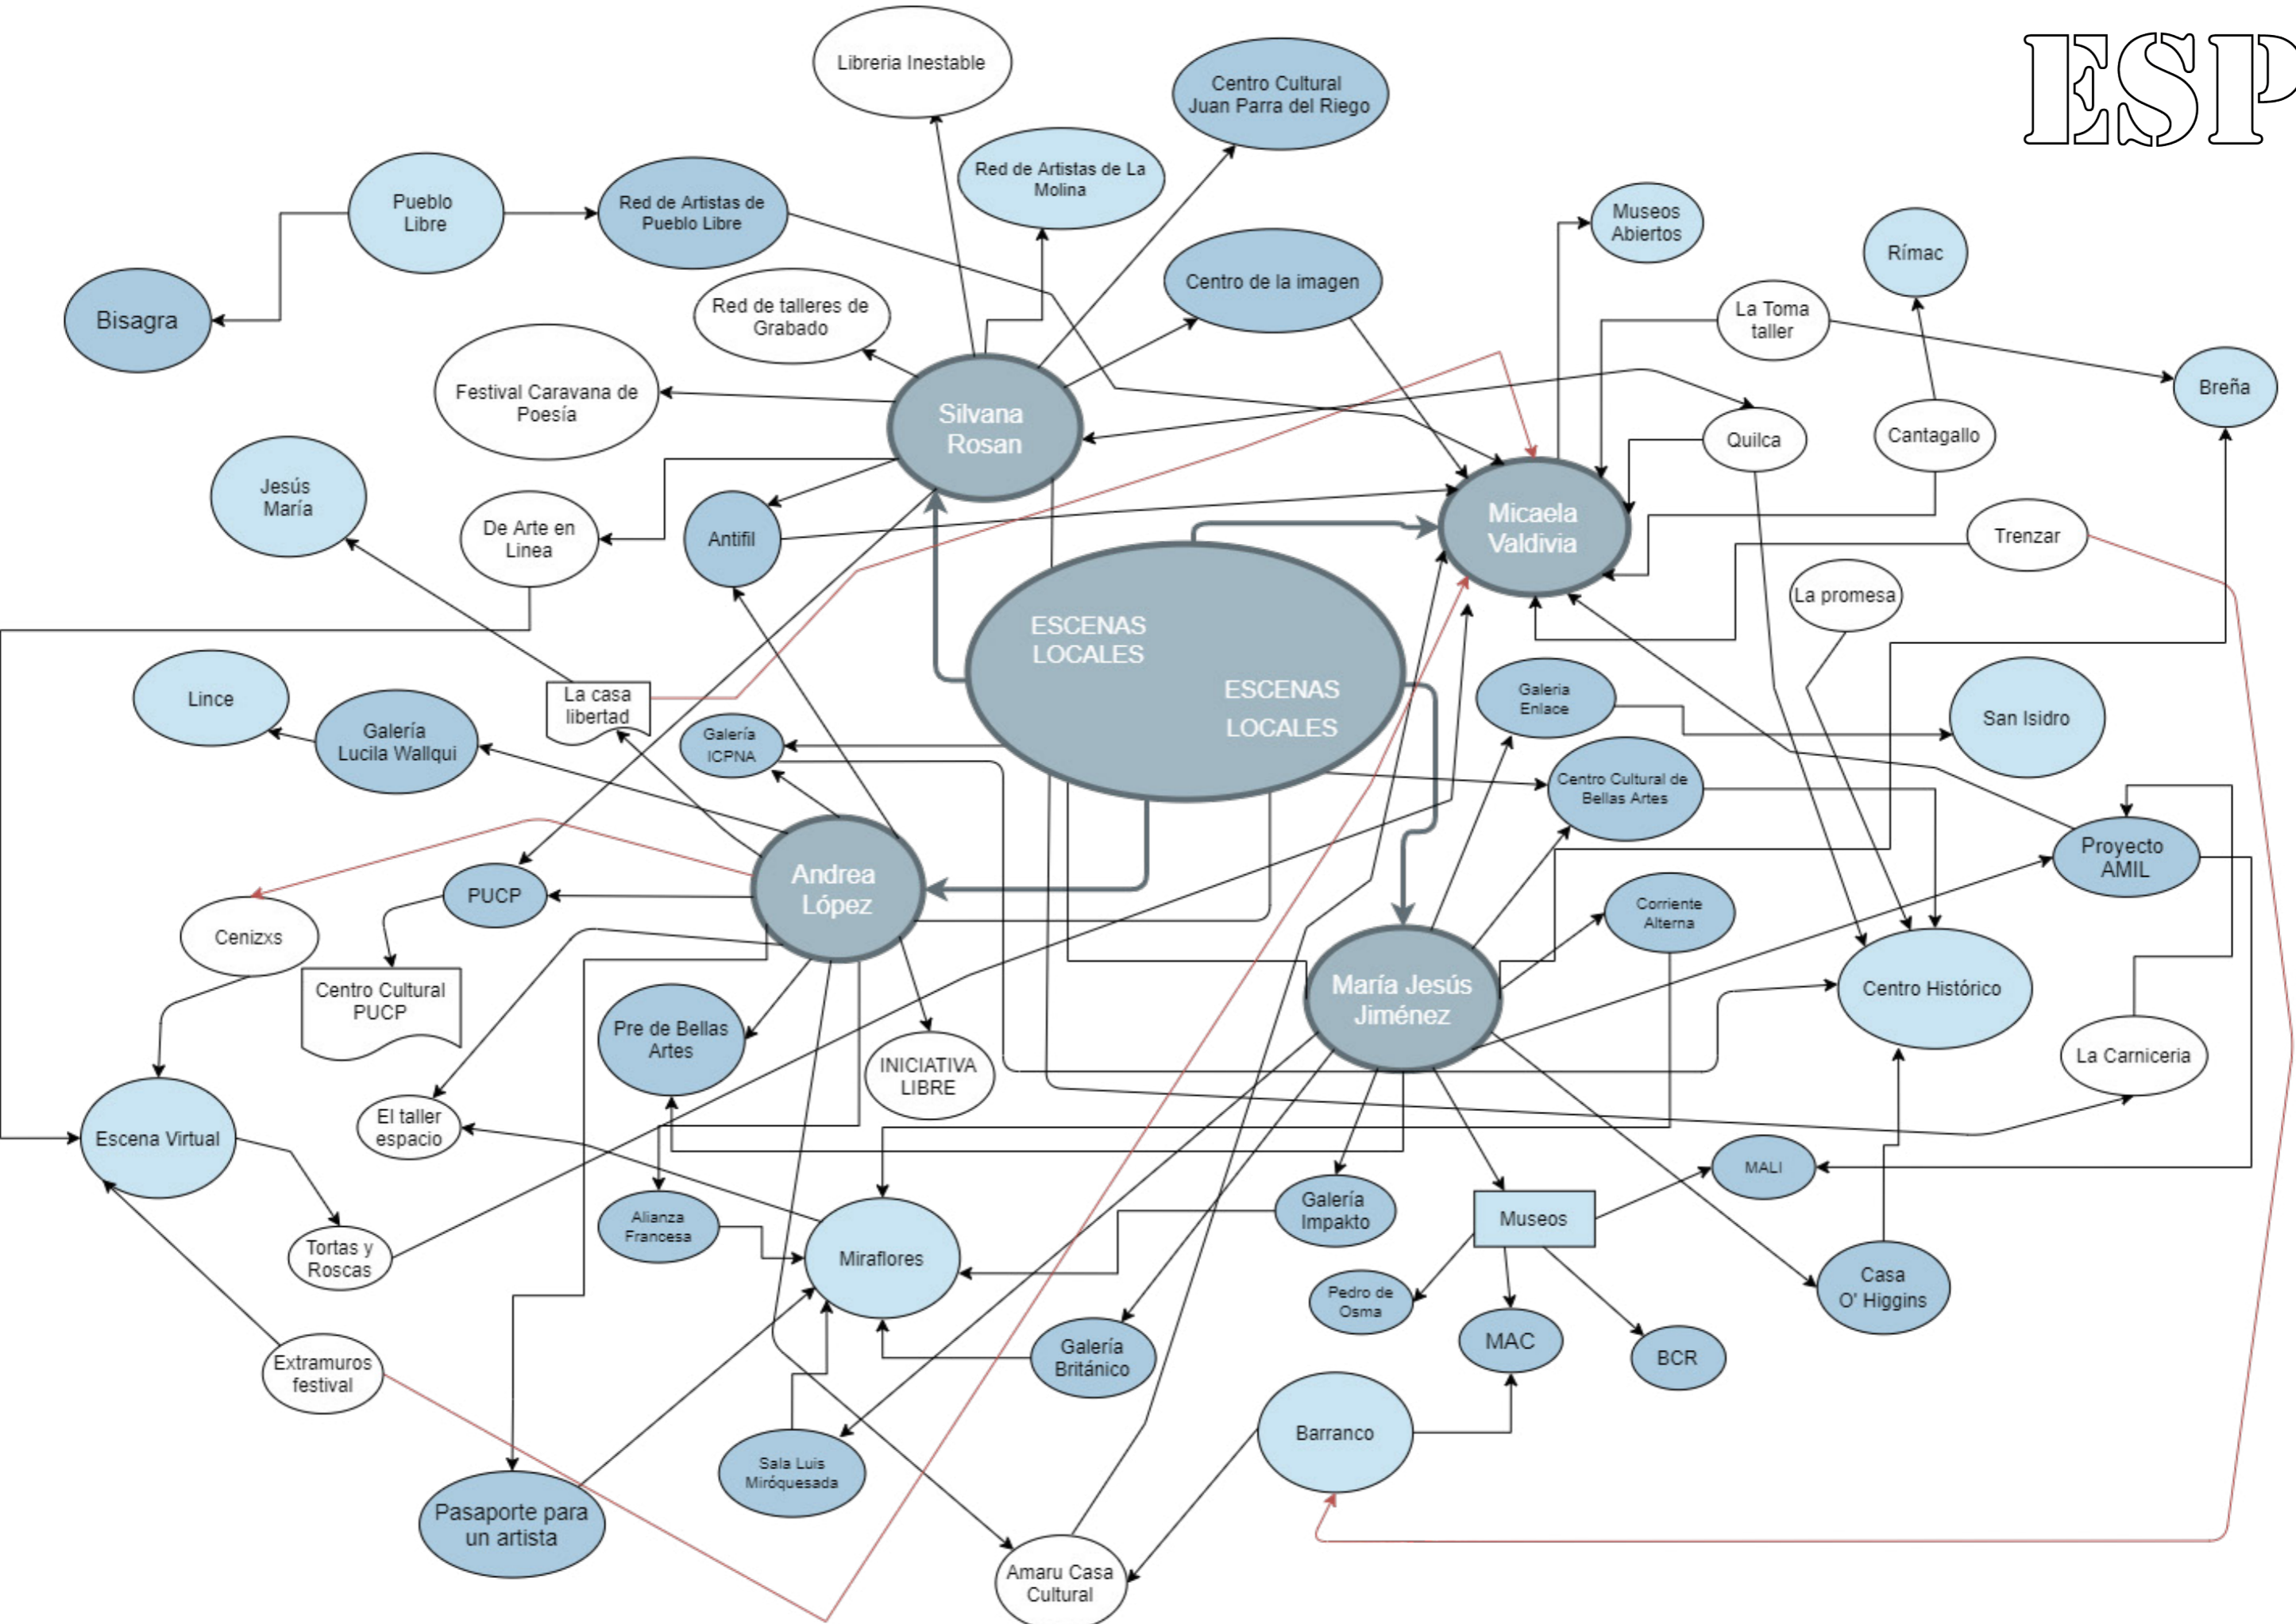 ESP
Libreria Inestable
Centro Cultural
Juan Parra del Riego
Red de Artistas de La
Molina
Pueblo
Libre
Red de Artistas de
Pueblo Libre
Museos
Abiertos
Rímac
Bisagra
Red de talleres de
Grabado
Centro de la imagen
La Toma
taller
Festival Caravana de
Poesía
Silvana
Rosan
Breña
Quilca
Cantagallo
Jesús
María
De Arte en
Linea
Antifil
Micaela
Valdivia
Trenzar
La promesa
ESCENAS
LOCALES
ESCENAS
LOCALES
Lince
Galería
Lucila Wallqui
La casa
libertad
Galería
ICPNA
Galeria
Enlace
San Isidro
Centro Cultural de
Bellas Artes
Andrea
López
Proyecto
AMIL
PUCP
Cenizxs
Corriente
Alterna
Centro Cultural
PUCP
María Jesús
Jiménez
Centro Histórico
Pre de Bellas
Artes
INICIATIVA
LIBRE
La Carniceria
El taller
espacio
Escena Virtual
MALI
Alianza
Francesa
Galería
Impakto
Museos
Tortas y
Roscas
Miraflores
Casa
O' Higgins
Pedro de
Osma
MAC
BCR
Galería
Británico
Extramuros
festival
Barranco
Sala Luis
Miróquesada
Pasaporte para
un artista
Amaru Casa
Cultural